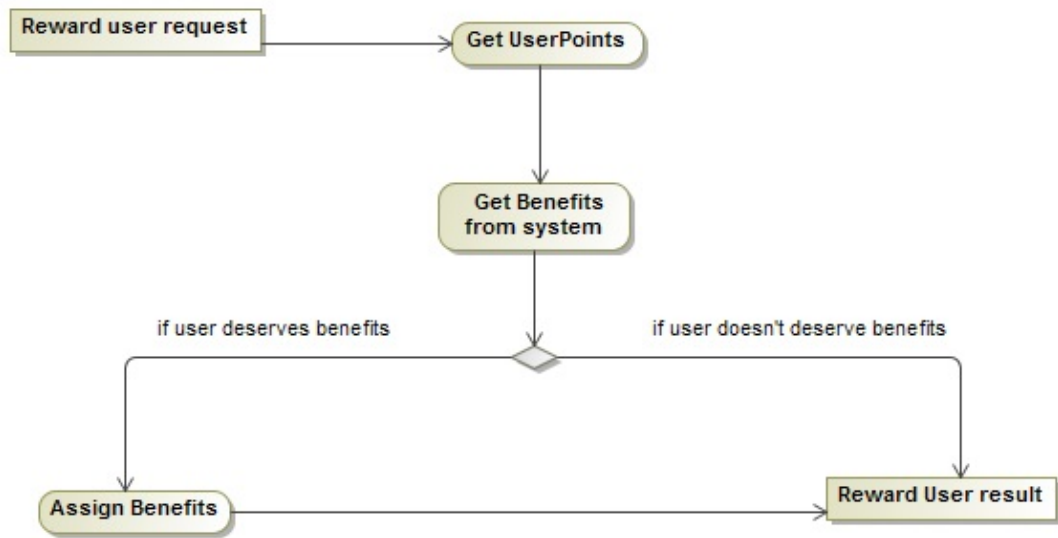 Reward user request
Get UserPoints
Get Benefits
from system
if user deserves benefits
if user doesn't deserve benefits
Assign Benefits
Reward User result